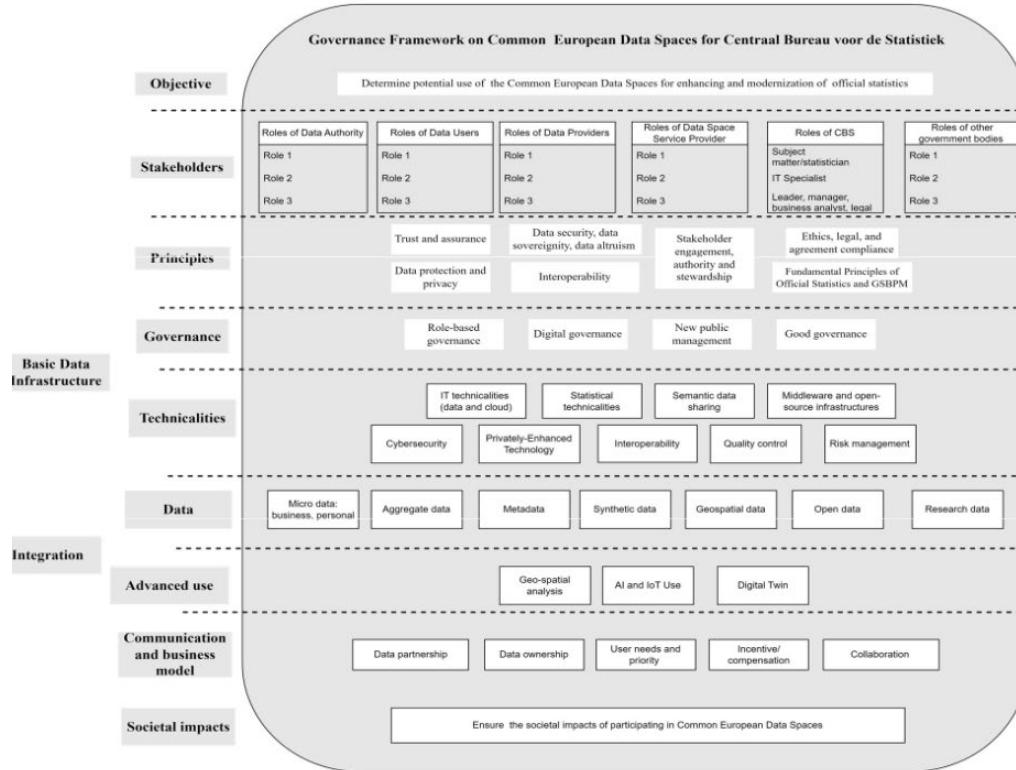 Governance Framework on Common European Data Spaces for Centraal Bureau voor de Statistiek
Objective
Determine potential use of the Common European Data Spaces for enhancing and modernization of official statistics
Stakeholders
Roles of Data Authority
Role 1
Role 2
Role 3
Roles of Data Users
Role 1
Role 2
Role 3
Roles of Data Providers
Role 1
Role 2
Role 3
Roles of Data Space
Service Provider
Role 1
Role 2
Role 3
Roles of CBS
Subject
matter/statistician
IT Specialist
Leader, manager,
business analyst, legal
Roles of other
government bodies
Role 1
Role 2
Role 3
Principles
Trust and assurance
Data security, data
sovereignity, data altruism
Stakeholder
engagement,
authority and
stewardship
Ethics, legal, and
agreement compliance
Data protection and
privacy
Interoperability
Fundamental Principles of
Official Statistics and GSBPM
Governance
Role-based
governance
Digital governance
New public
management
Good governance
Basic Data
Infrastructure
Technicalities
IT technicalities
(data and cloud)
Statistical
technicalities
Semantic data
sharing
Middleware and open-
source infrastructures
Cybersecurity
Privately-Enhanced
Technology
Interoperability
Quality control
Risk management
Data
Micro data:
business, personal
Aggregate data
Metadata
Synthetic data
Geospatial data
Open data
Research data
Integration
Advanced use
Geo-spatial
analysis
AI and IoT Use
Digital Twin
Communication
and business
model
Data partnership
Data ownership
User needs and
priority
Incentive/
compensation
Collaboration
Societal impacts
Ensure the societal impacts of participating in Common European Data Spaces